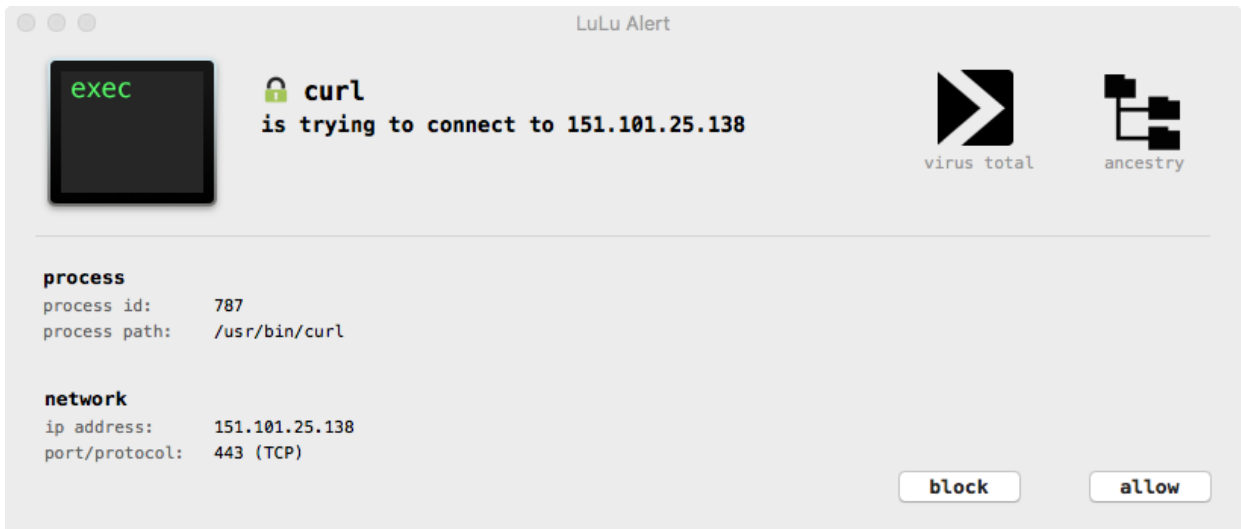 LuLu Alert
exec
curl
is trying to connect to 151.101.25.138
virus total
ancestry
process
process id: 787
process path: /usr/bin/curl
network
ip address: 151.101.25.138
port/protocol: 443 (TCP)
block
allow